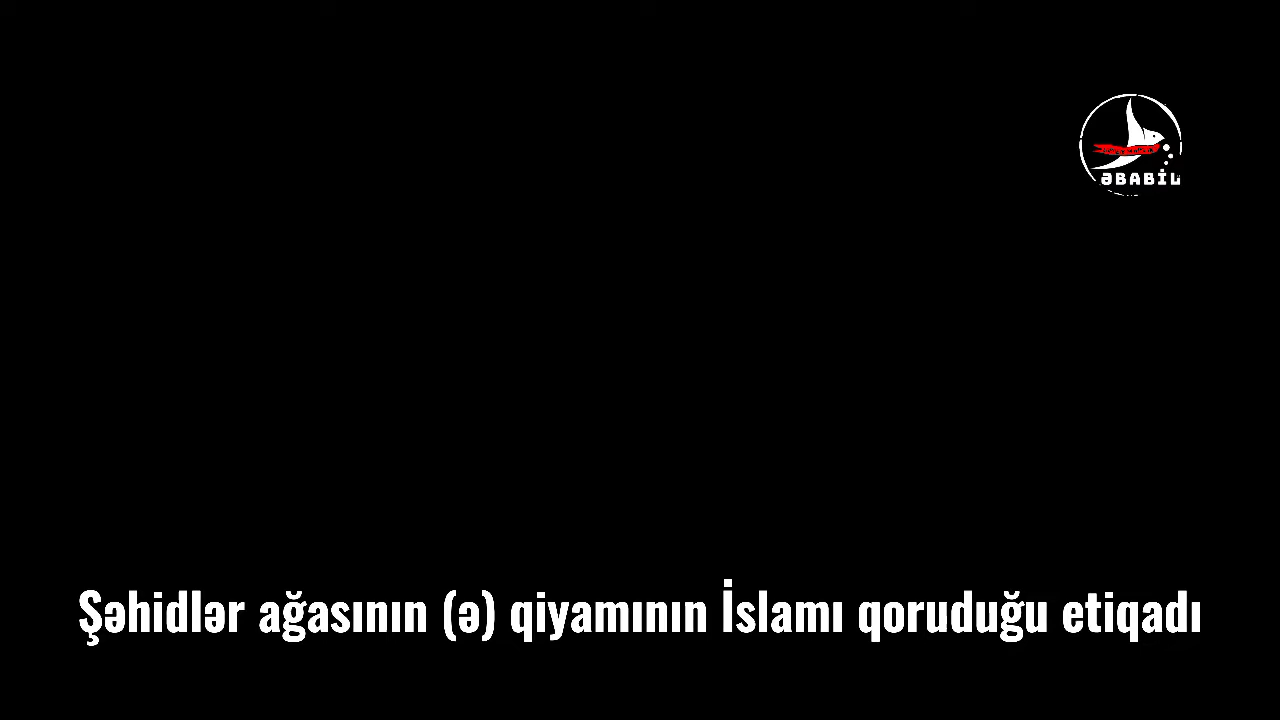 ƏBABİL
Şəhidlər ağasının (ə) qiyamının İslamı qoruduğu etiqadı